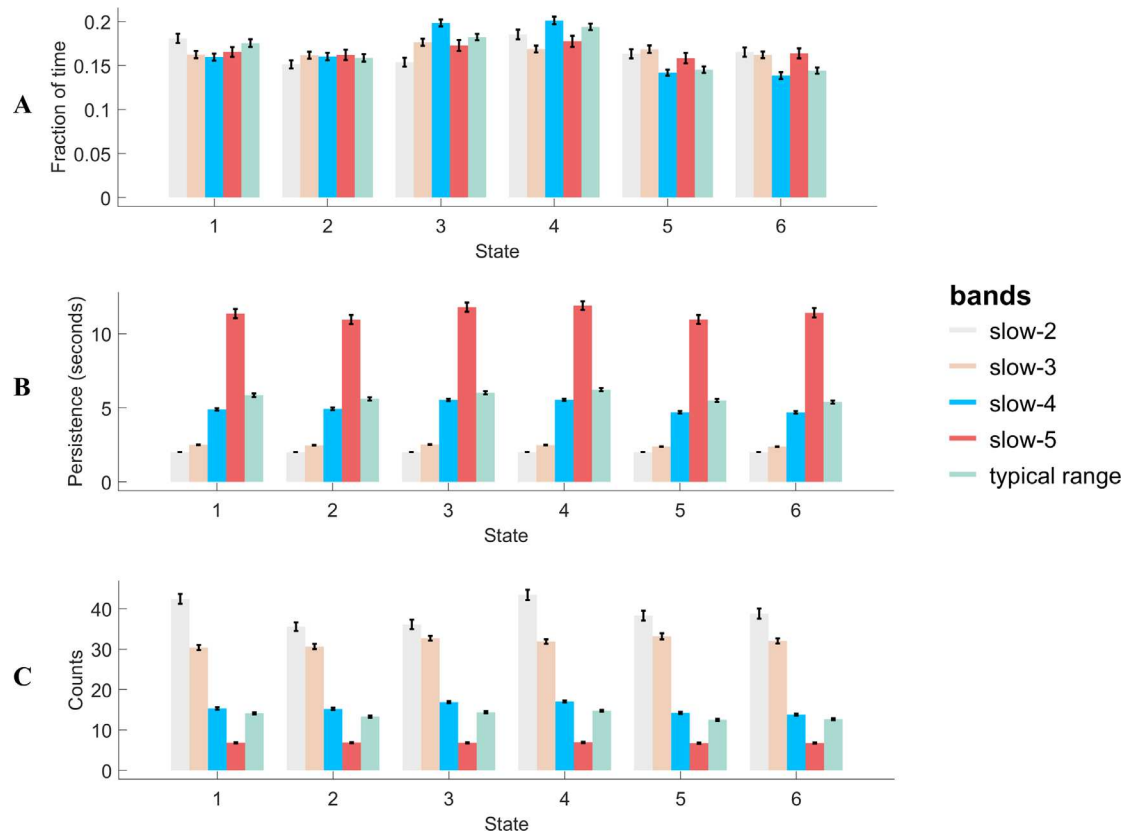 A
Fraction of time
0.2
0.15
0.1
0.05
0
1 2 3 4 5 6
State
B
Persistence (seconds)
10
5
0
1 2 3 4 5 6
State
C
Counts
40
30
20
10
0
1 2 3 4 5 6
State
bands
slow-2
slow-3
slow-4
slow-5
typical range